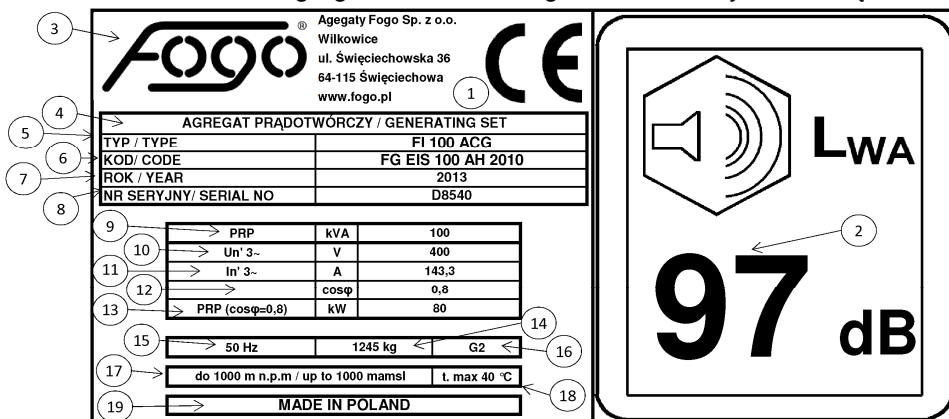 3
Fogo ®
Agegaty Fogo Sp. z o.o.
Wilkowice
ul. Święciechowska 36
64-115 Święciechowa
www.fogo.pl
CE
1
4
AGREGAT PRĄDOTWÓRCZY / GENERATING SET
5
TYP / TYPE FI 100 ACG
6
KOD/ CODE FG EIS 100 AH 2010
7
ROK / YEAR 2013
8
NR SERYJNY/ SERIAL NO D8540
9
PRP kVA 100
10
Un' 3~ V 400
11
In' 3~ A 143,3
12
cosφ 0,8
13
PRP (cosφ=0,8) kW 80
14
15
50 Hz 1245 kg G2
16
17
do 1000 m n.p.m / up to 1000 mamsl t. max 40 °C
18
19
MADE IN POLAND
LWA
2
97 dB